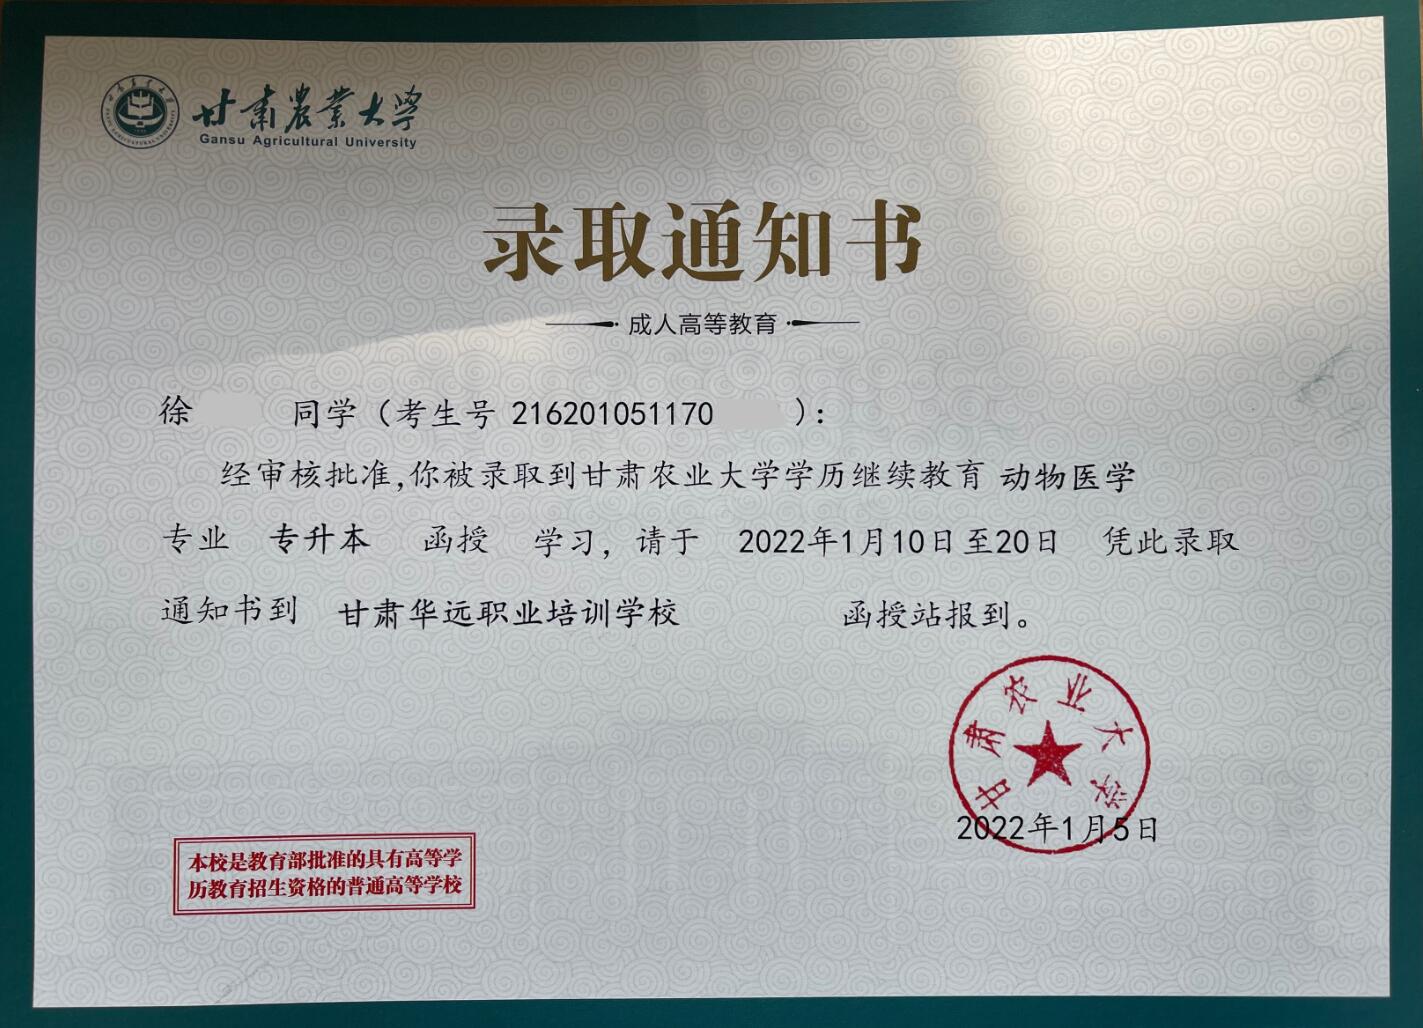 甘肃农业大学
Gansu Agricultural University
录取通知书
成人高等教育
徐 同学（考生号 216201051170 ）：
经审核批准,你被录取到甘肃农业大学学历继续教育 动物医学
专业 专升本 函授 学习，请于 2022年1月10日至20日 凭此录取
通知书到 甘肃华远职业培训学校 函授站报到。
甘肃农业大学
2022年1月5日
本校是教育部批准的具有高等学
历教育招生资格的普通高等学校